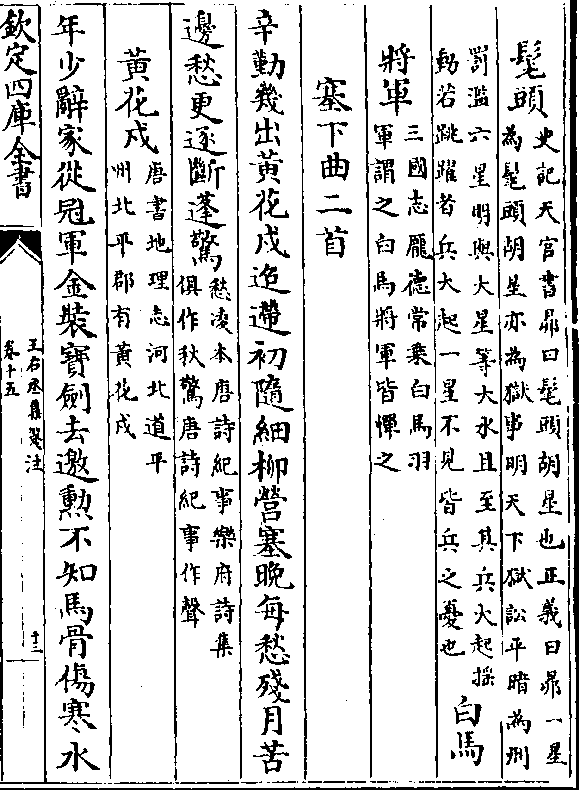 髦頭
史記天官書昴曰髦頭胡星也正義曰昴一星
為髦頭胡星亦為獄事明天下獄訟平暗為刑
罰濫六星明與大星等大水且至其兵大起搖
動若跳躍者兵大起一星不見皆兵之憂也
白馬
將軍
三國志龐德常乗白馬羽
軍謂之白馬將軍皆憚之
塞下曲二首
辛勤幾出黄花戍迢遰初隨細柳營塞晚每愁殘月苦
邊愁更逐斷蓬驚
愁凌本唐詩紀事樂府詩集
俱作秋驚唐詩紀事作聲
黄花戍
唐書地理志河北道平
州北平郡有黄花戍
年少辭家從冠軍金裝寶劍去邀勲不知馬骨傷寒水
欽定四庫全書
王右丞集箋注
卷十五
十三